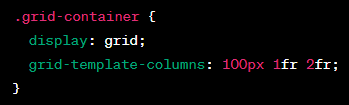 .grid-container {
  display: grid;
  grid-template-columns: 100px 1fr 2fr;
}